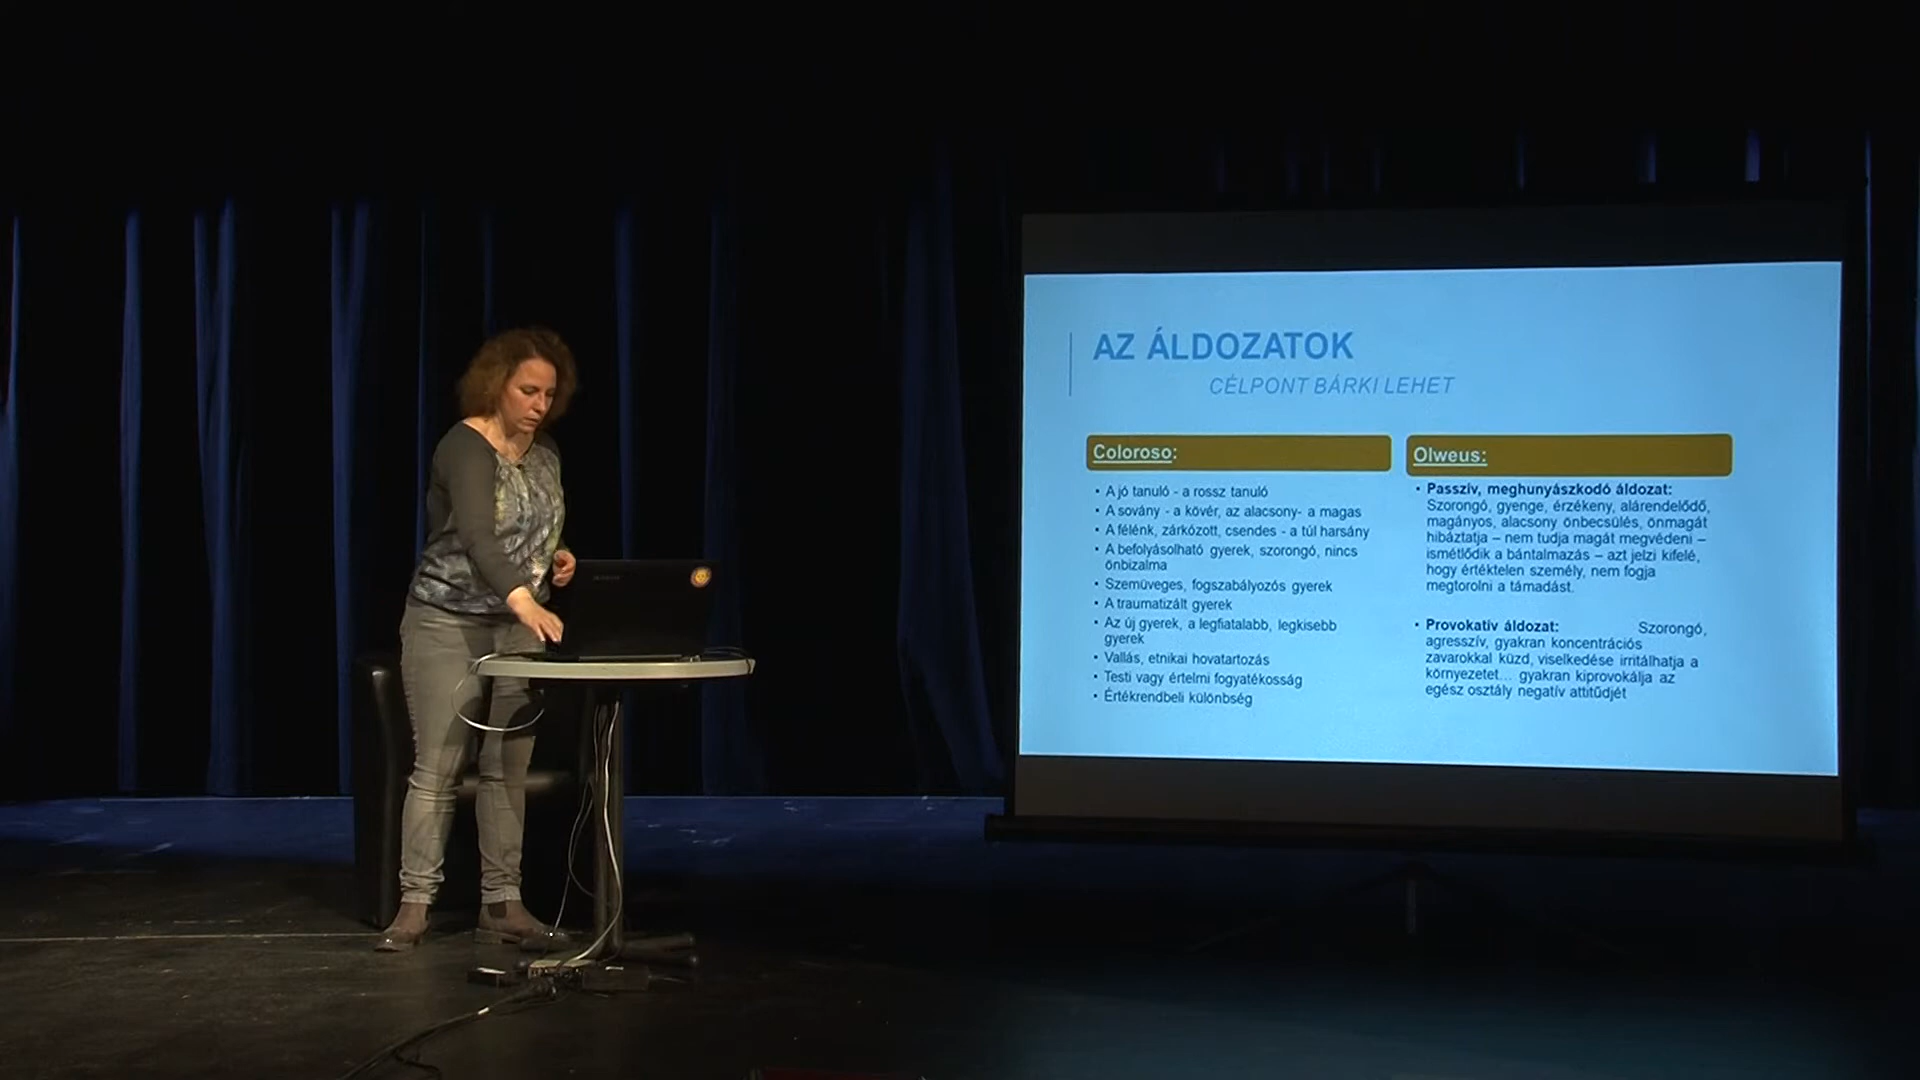 AZ ÁLDOZATOK
CÉLPONT BÁRKI LEHET
Coloroso:
• A jó tanuló - a rossz tanuló
• A sovány - a kövér, az alacsony- a magas
• A félénk, zárkózott, csendes - a túl harsány
• A befolyásolható gyerek, szorongó, nincs
önbizalma
• Szemüveges, fogszabályozós gyerek
• A traumatizált gyerek
• Az új gyerek, a legfiatalabb, legkisebb
gyerek
• Vallás, etnikai hovatartozás
• Testi vagy értelmi fogyatékosság
• Értékrendbeli különbség
Olweus:
• Passzív, meghunyászkodó áldozat:
Szorongó, gyenge, érzékeny, alárendelődő,
magányos, alacsony önbecsülés, önmagát
hibáztatja – nem tudja magát megvédeni –
ismétlődik a bántalmazás – azt jelzi kifelé,
hogy értéktelen személy, nem fogja
megtorolni a támadást.
• Provokatív áldozat: Szorongó,
agresszív, gyakran koncentrációs
zavarokkal küzd, viselkedése irritálhatja a
környezetet... gyakran kiprovokálja az
egész osztály negatív attitűdjét